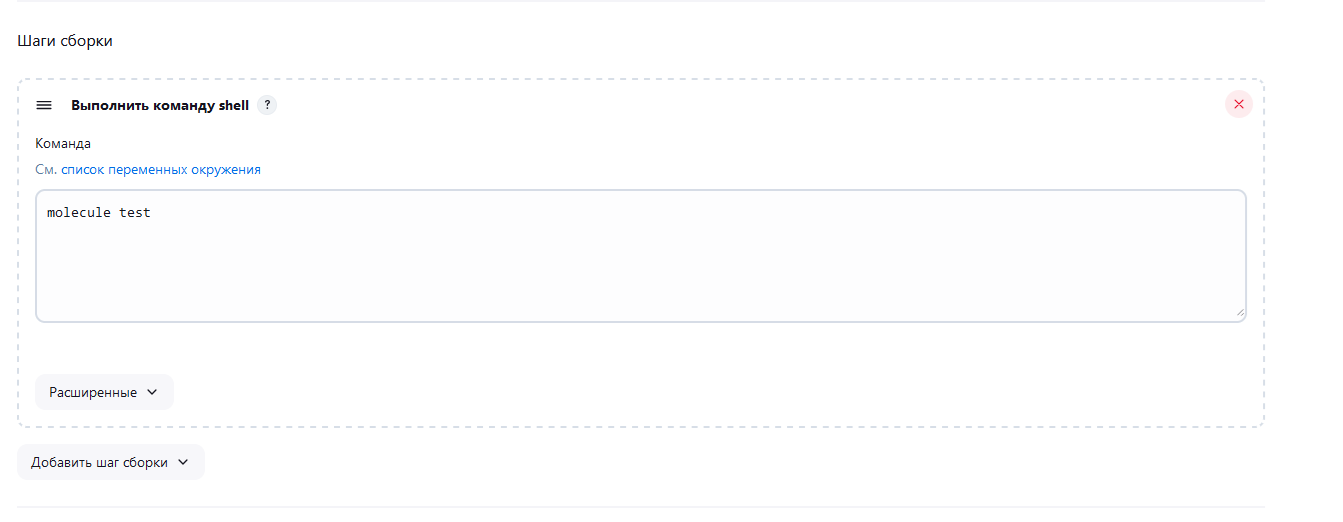 Шаги сборки
Выполнить команду shell ?
Команда
См. список переменных окружения
molecule test
Расширенные
Добавить шаг сборки